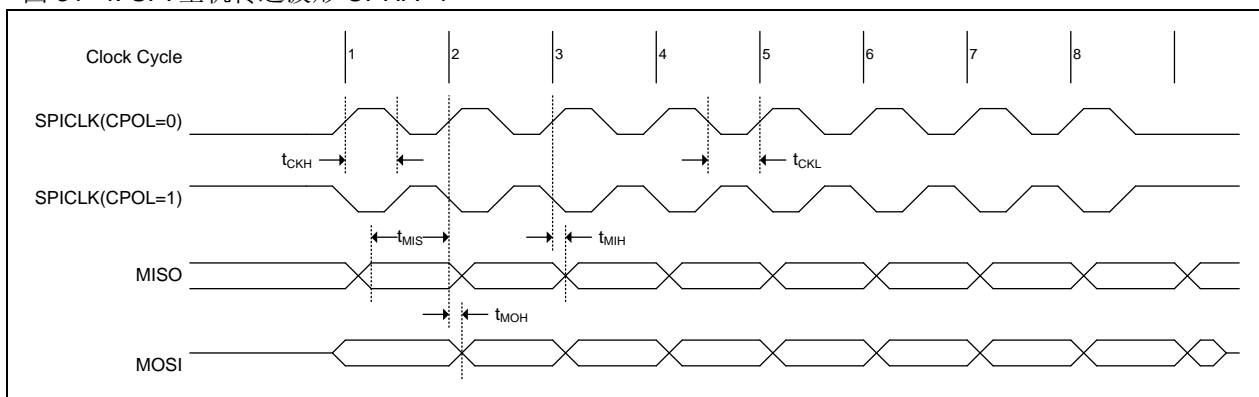 Clock Cycle
1 2 3 4 5 6 7 8
SPICLK(CPOL=0)
tCKH
tCKL
SPICLK(CPOL=1)
tMIS
tMIH
MISO
tMOH
MOSI